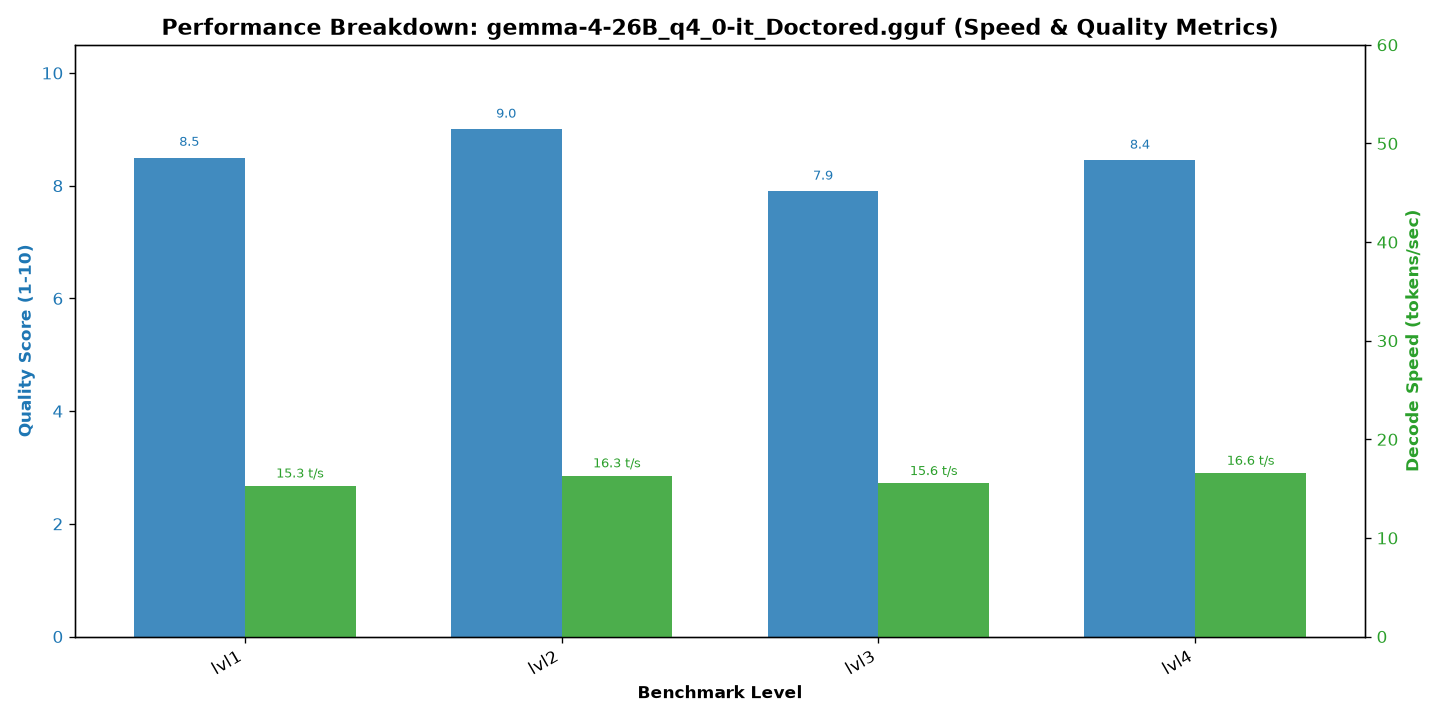 Performance Breakdown: gemma-4-26B_q4_0-it_Doctored.gguf (Speed & Quality Metrics)
Quality Score (1-10)
10
8
6
4
2
0
8.5
9.0
7.9
8.4
15.3 t/s
16.3 t/s
15.6 t/s
16.6 t/s
60
50
40
30
20
10
0
Decode Speed (tokens/sec)
lvl1
lvl2
lvl3
lvl4
Benchmark Level